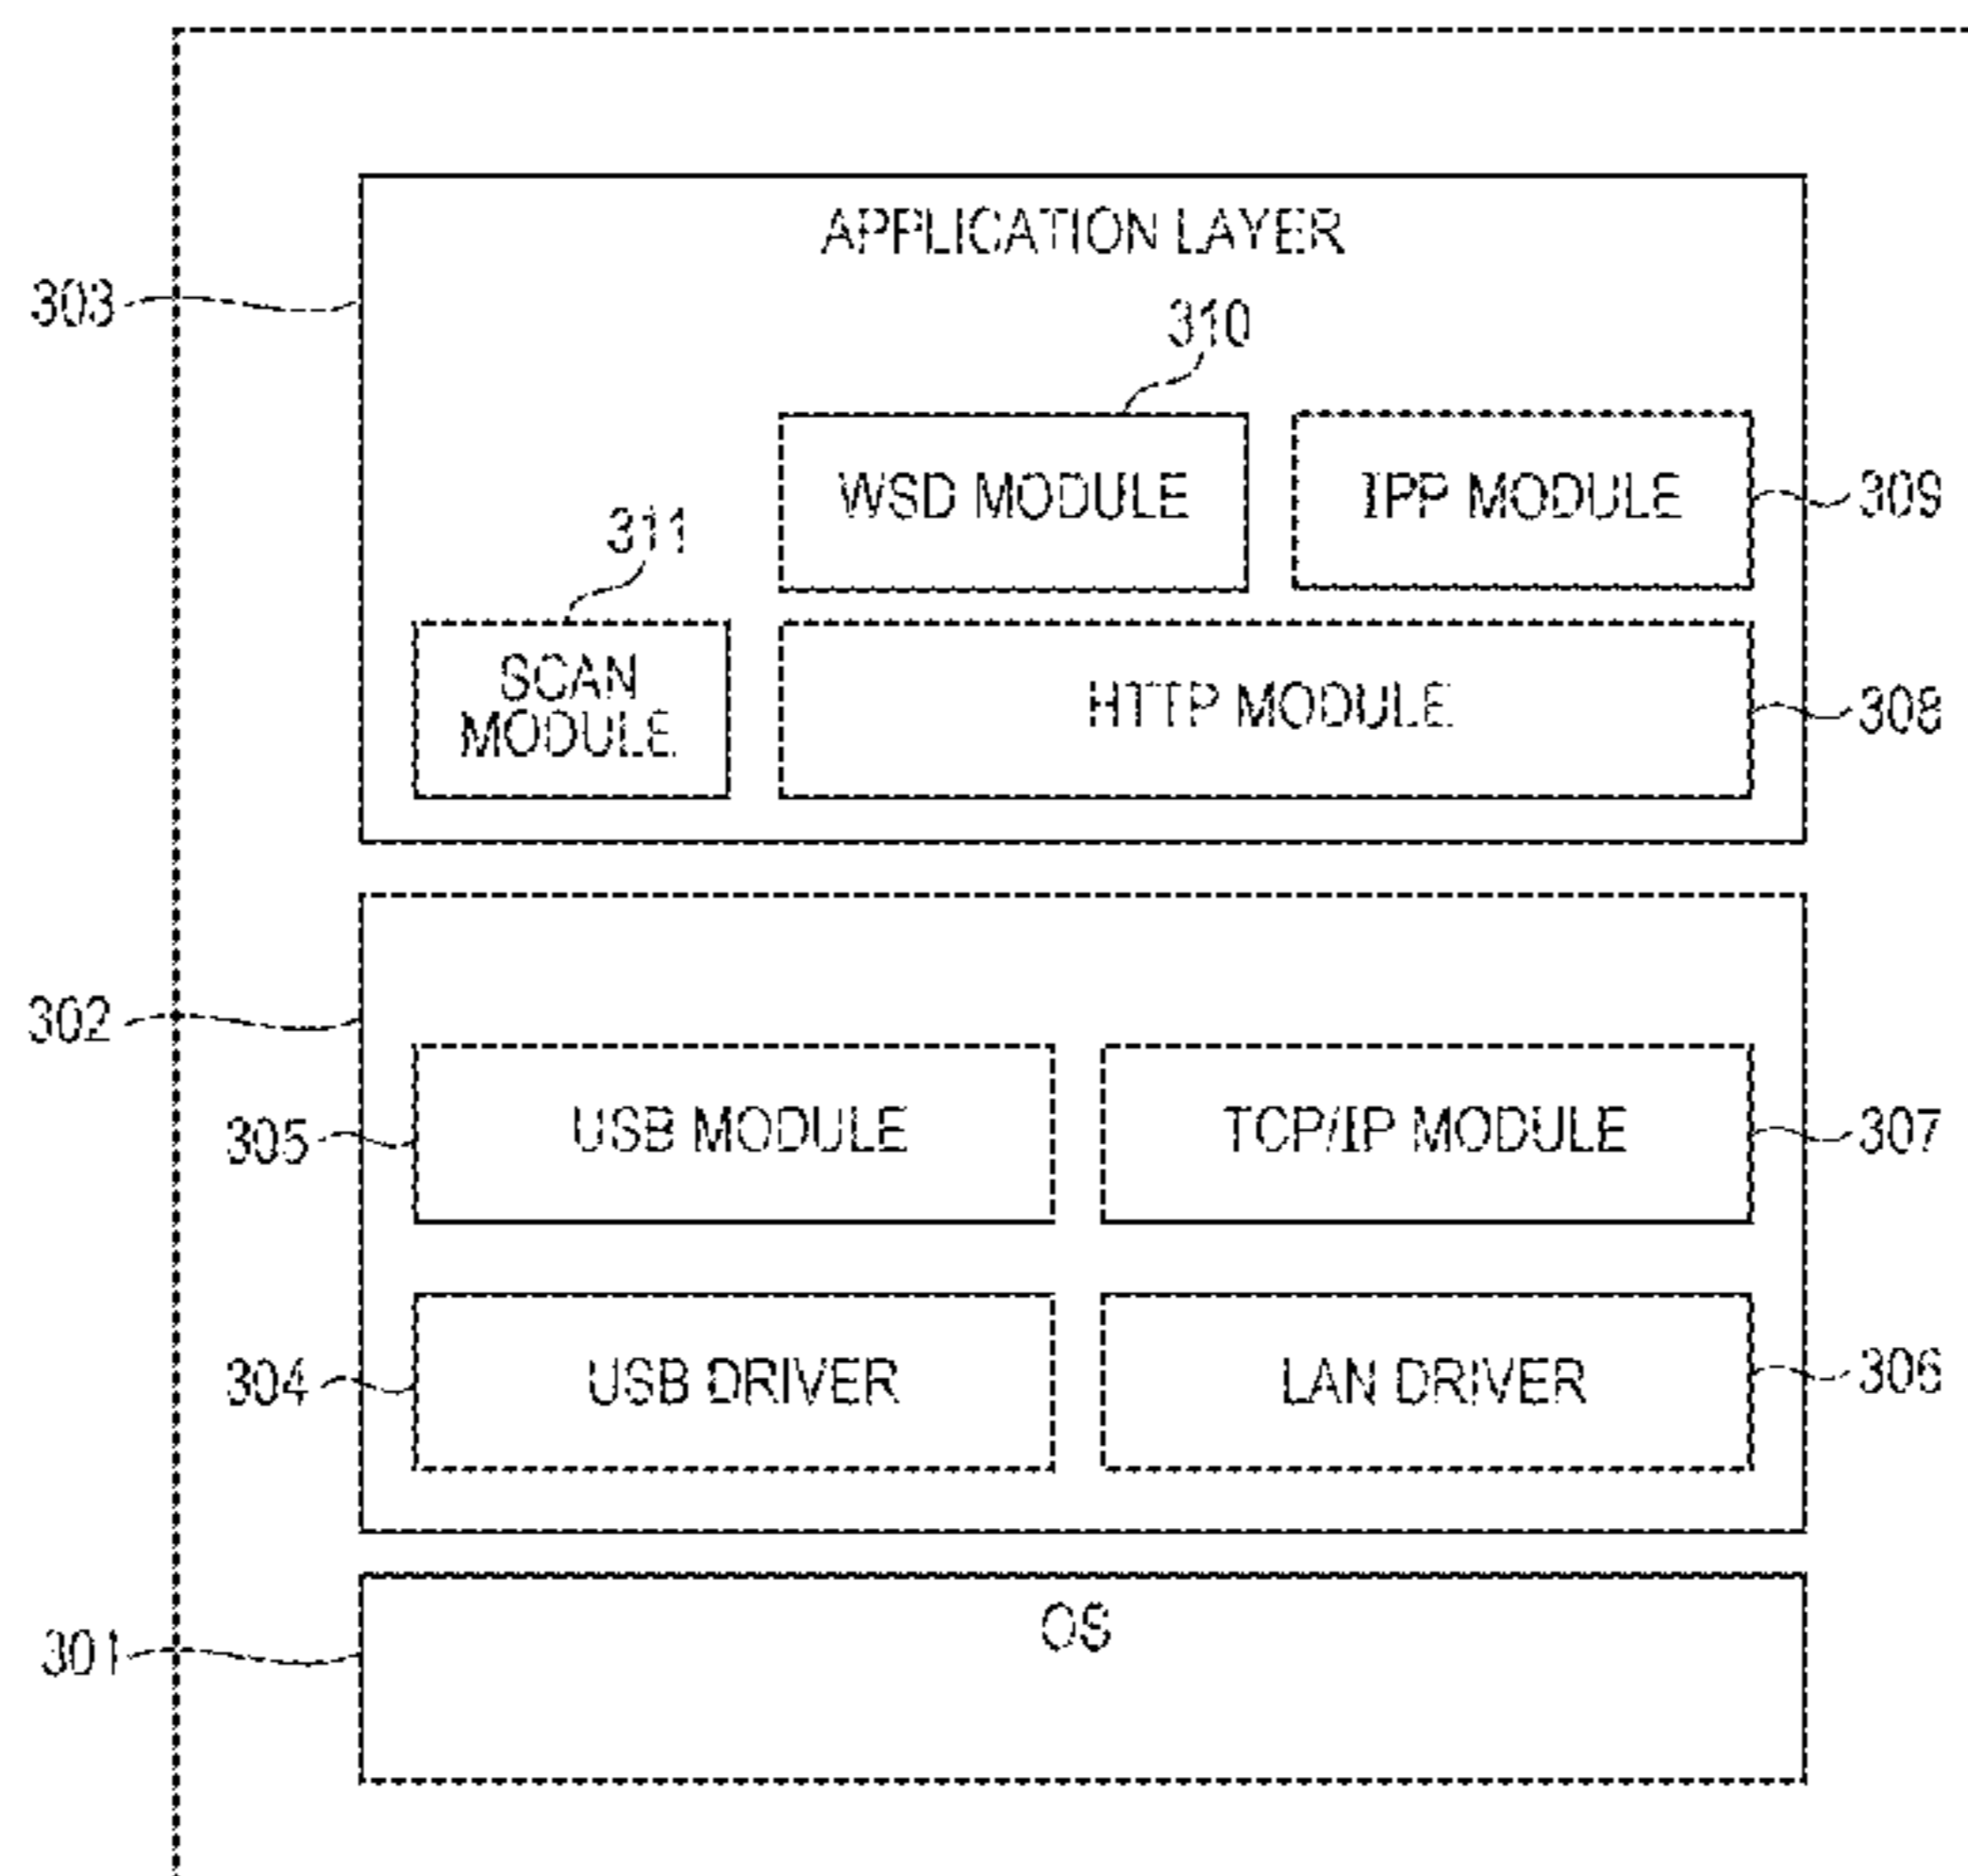 APPLICATION LAYER
303
310
WSD MODULE
IPP MODULE
309
311
SCAN
MODULE
HTTP MODULE
308
302
305
USB MODULE
TCP/IP MODULE
307
304
USB DRIVER
LAN DRIVER
306
OS
301